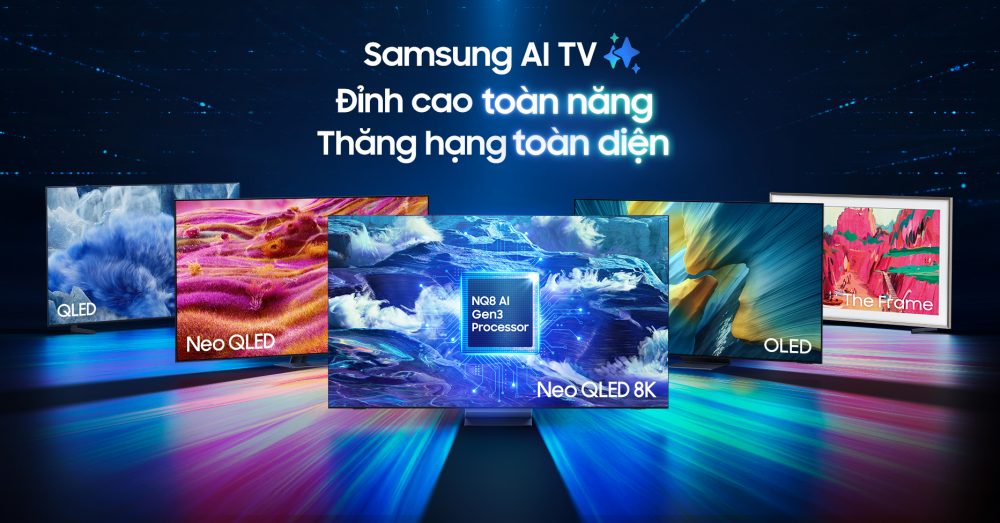 Samsung AI TV
Đỉnh cao toàn năng
Thăng hạng toàn diện
QLED
Neo QLED
NQ8 AI
Gen3
Processor
Neo QLED 8K
OLED
The Frame